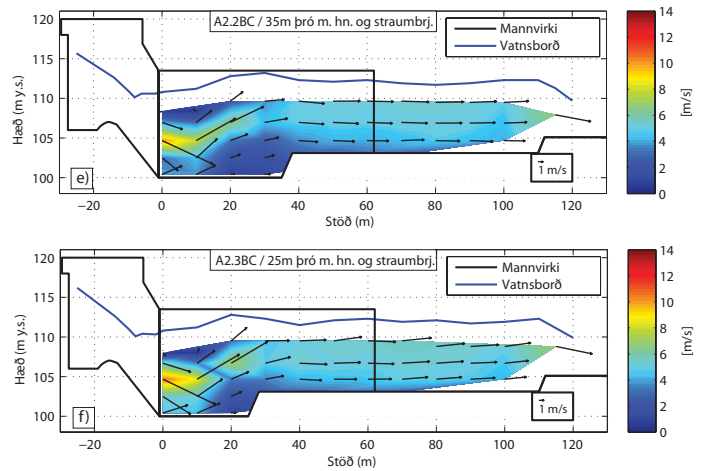 A2.2BC / 35m þró m. hn. og straumbrj.
Mannvirki
Vatnsborð
120
115
110
105
100
Hæð (m y.s.)
e)
1 m/s
−20
0
20
40
60
80
100
120
Stöð (m)
14
12
10
8
6
4
2
0
[m/s]
A2.3BC / 25m þró m. hn. og straumbrj.
Mannvirki
Vatnsborð
120
115
110
105
100
Hæð (m y.s.)
f)
1 m/s
−20
0
20
40
60
80
100
120
Stöð (m)
14
12
10
8
6
4
2
0
[m/s]